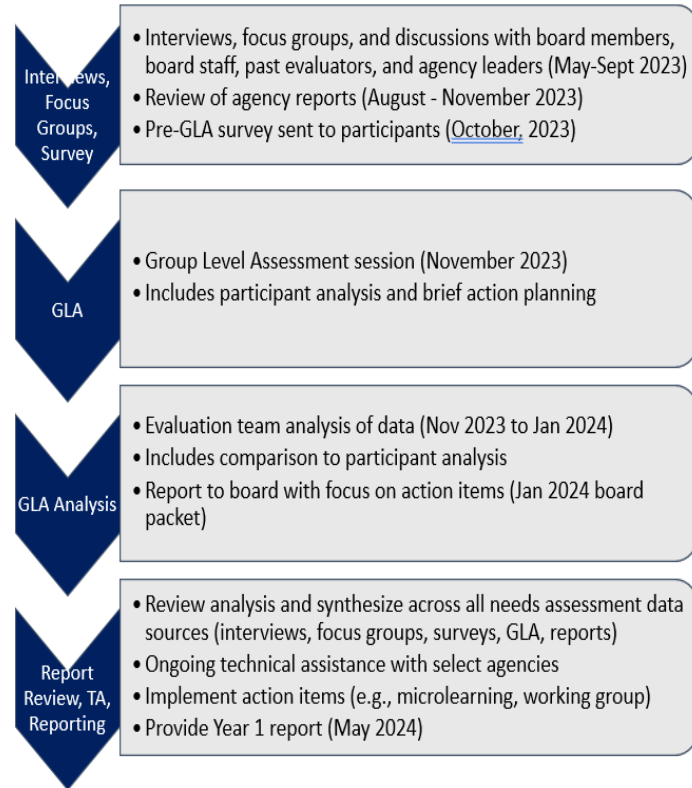 Interviews,
Focus
Groups,
Survey
• Interviews, focus groups, and discussions with board members,
board staff, past evaluators, and agency leaders (May-Sept 2023)
• Review of agency reports (August - November 2023)
• Pre-GLA survey sent to participants (October, 2023)
GLA
• Group Level Assessment session (November 2023)
• Includes participant analysis and brief action planning
GLA Analysis
• Evaluation team analysis of data (Nov 2023 to Jan 2024)
• Includes comparison to participant analysis
• Report to board with focus on action items (Jan 2024 board
packet)
Report
Review, TA,
Reporting
• Review analysis and synthesize across all needs assessment data
sources (interviews, focus groups, surveys, GLA, reports)
• Ongoing technical assistance with select agencies
• Implement action items (e.g., microlearning, working group)
• Provide Year 1 report (May 2024)